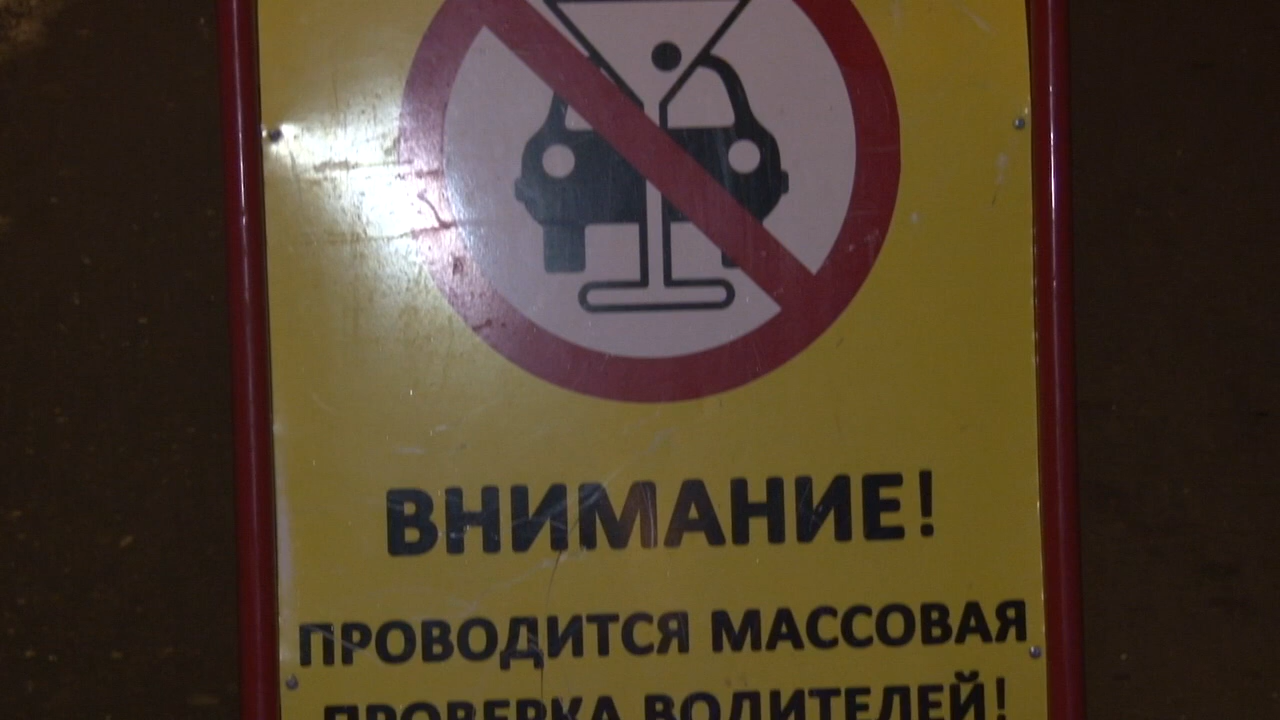 ВНИМАНИЕ!
ПРОВОДИТСЯ МАССОВАЯ
ПРОВЕРКА ВОДИТЕЛЕЙ!